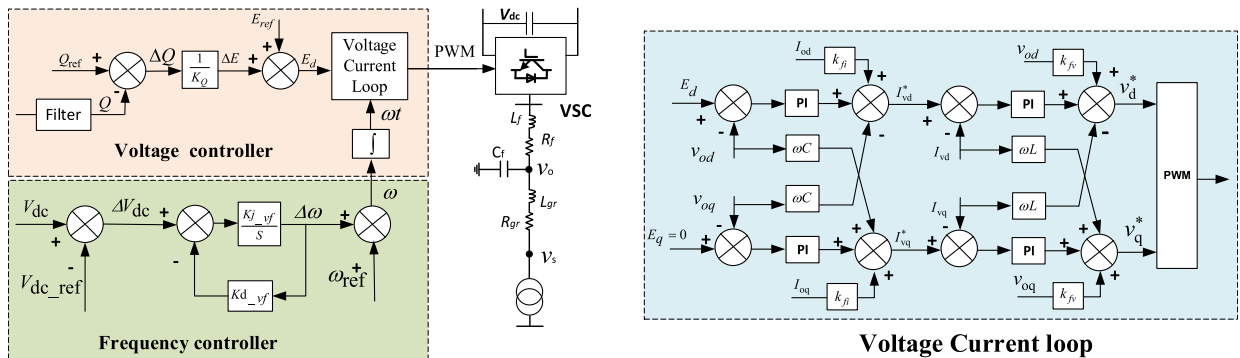 E_ref
Q_ref + ΔQ 1/K_Q ΔE + E_d
-
Q
Filter
Voltage Current Loop
PWM
ωt
∫
Voltage controller
V_dc
VSC
L_f
R_f
C_f
v_o
L_gr
R_gr
v_s
ω
V_dc + ΔV_dc + Kj_vf/S Δω +
-
-
V_dc_ref
Kd_vf
ω_ref +
Frequency controller
I_od
k_fi
v_od
k_fv
E_d + PI + + I*_vd + PI + + v*_d
- - - -
v_od ωC I_vd ωL
PWM
v_oq ωC I_vq ωL
- + - +
E_q = 0 + PI + I*_vq + PI + v*_q
+ +
I_oq k_fi
v_oq k_fv
Voltage Current loop